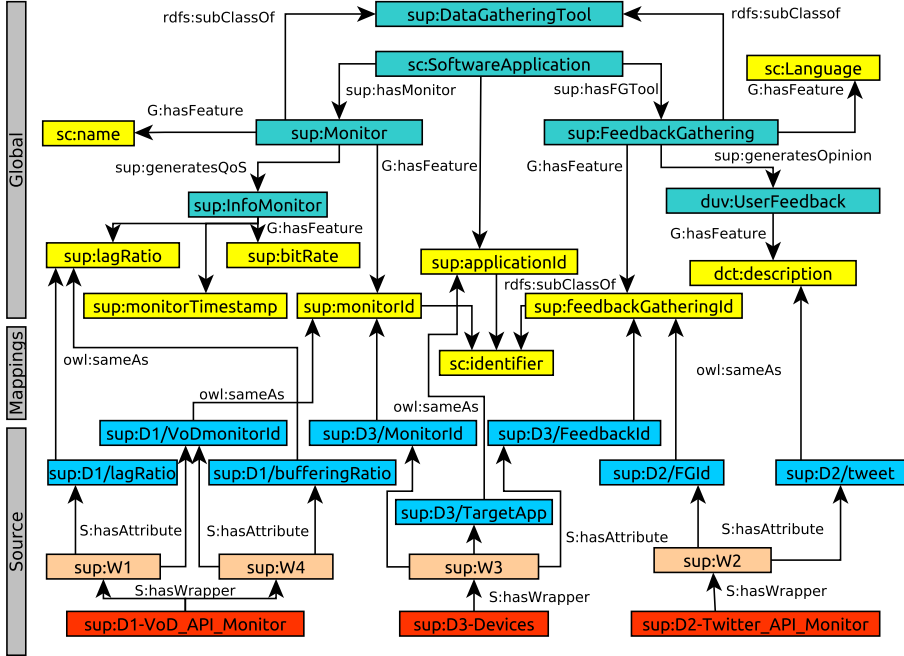 rdfs:subClassOf
sup:DataGatheringTool
rdfs:subClassof
sc:SoftwareApplication
sc:Language
sup:hasMonitor
sup:hasFGTool
G:hasFeature
G:hasFeature
sc:name
sup:Monitor
sup:FeedbackGathering
Global
sup:generatesQoS
G:hasFeature
G:hasFeature
sup:generatesOpinion
sup:InfoMonitor
duv:UserFeedback
G:hasFeature
G:hasFeature
sup:lagRatio
sup:bitRate
sup:applicationId
dct:description
rdfs:subClassOf
sup:monitorTimestamp
sup:monitorId
sup:feedbackGatheringId
Mappings
owl:sameAs
sc:identifier
owl:sameAs
owl:sameAs
owl:sameAs
sup:D1/VoDmonitorId
sup:D3/MonitorId
sup:D3/FeedbackId
Source
sup:D1/lagRatio
sup:D1/bufferingRatio
sup:D2/FGId
sup:D2/tweet
sup:D3/TargetApp
S:hasAttribute
S:hasAttribute
S:hasAttribute
S:hasAttribute
sup:W1
sup:W4
sup:W3
sup:W2
S:hasWrapper
S:hasWrapper
S:hasWrapper
sup:D1-VoD_API_Monitor
sup:D3-Devices
sup:D2-Twitter_API_Monitor